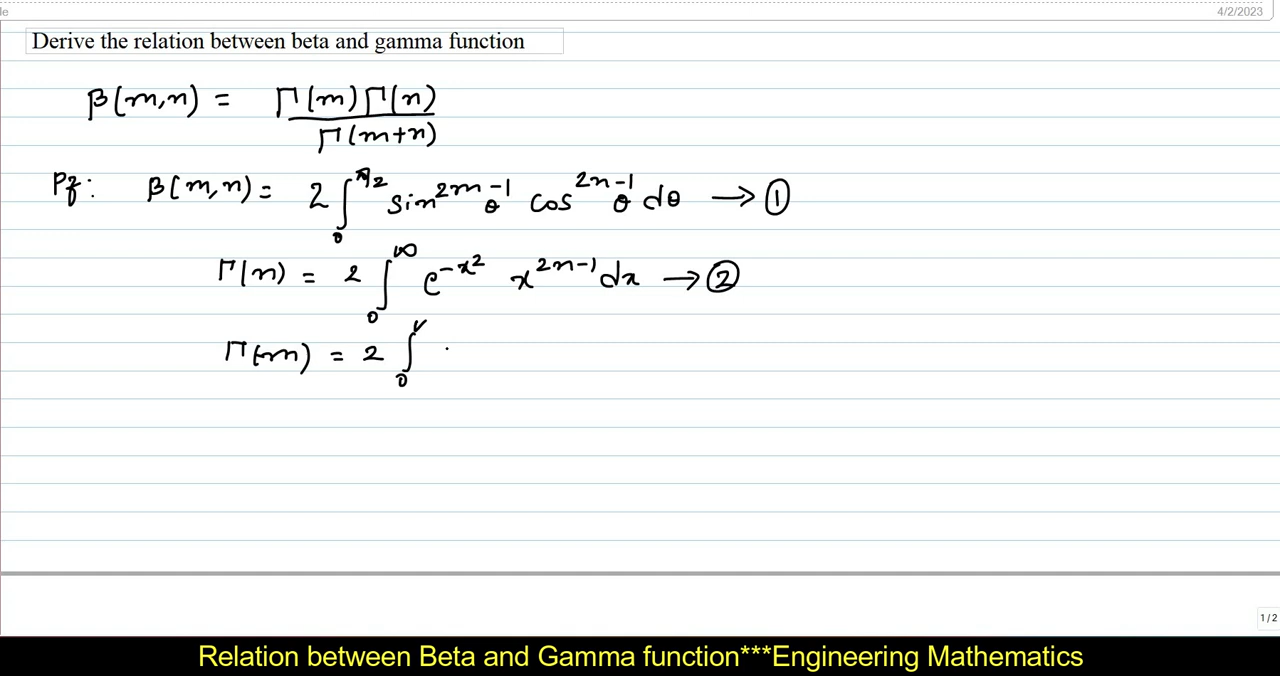 le
4/2/2023
Derive the relation between beta and gamma function
β(m,n) = Γ(m)Γ(n) / Γ(m+n)
Pf: β(m,n) = 2 ∫₀^π/2 sin^2m-1 θ cos^2n-1 θ dθ → ①
Γ(n) = 2 ∫₀^∞ e^-x² x^2n-1 dx → ②
Γ(m) = 2 ∫₀
1/2
Relation between Beta and Gamma function***Engineering Mathematics